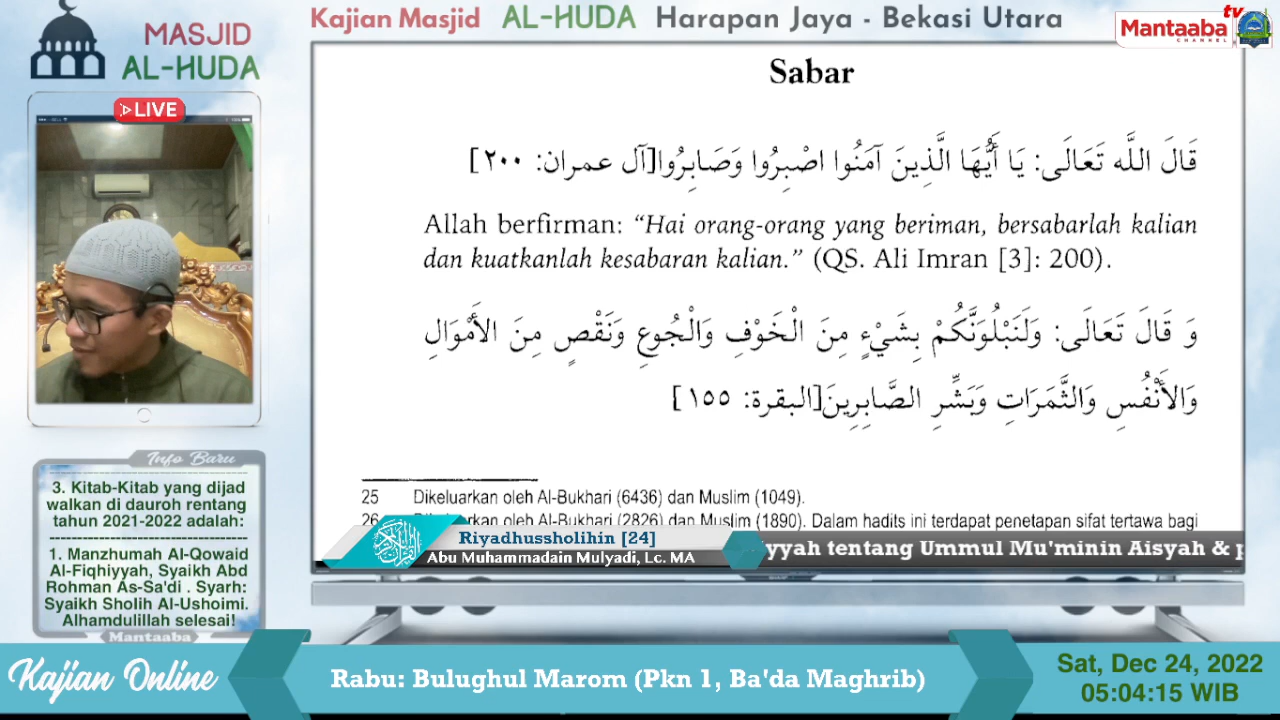 Kajian Masjid AL-HUDA Harapan Jaya - Bekasi Utara
Mantaaba tv
CHANNEL
MASJID
AL-HUDA
LIVE
Sabar
قَالَ اللَّه تَعَالَى: يَا أَيُّهَا الَّذِينَ آمَنُوا اصْبِرُوا وَصَابِرُوا[آل عمران: ٢٠٠]
Allah berfirman: “Hai orang-orang yang beriman, bersabarlah kalian
dan kuatkanlah kesabaran kalian.” (QS. Ali Imran [3]: 200).
وَ قَالَ تَعَالَى: وَلَنَبْلُوَنَّكُمْ بِشَيْءٍ مِنَ الْخَوْفِ وَالْجُوعِ وَنَقْصٍ مِنَ الأَمْوَالِ
وَالأَنْفُسِ وَالثَّمَرَاتِ وَبَشِّرِ الصَّابِرِينَ[البقرة: ١٥٥]
25 Dikeluarkan oleh Al-Bukhari (6436) dan Muslim (1049).
26 oleh Al-Bukhari (2826) dan Muslim (1890). Dalam hadits ini terdapat penetapan sifat tertawa bagi
Riyadhussholihin [24]
Abu Muhammadain Mulyadi, Lc. MA
tentang Ummul Mu'minin Aisyah &
Info Baru
3. Kitab-Kitab yang dijad
walkan di dauroh rentang
tahun 2021-2022 adalah:
1. Manzhumah Al-Qowaid
Al-Fiqhiyyah, Syaikh Abd
Rohman As-Sa'di . Syarh:
Syaikh Sholih Al-Ushoimi.
Alhamdulillah selesai!
Mantaaba
Kajian Online
Rabu: Bulughul Marom (Pkn 1, Ba'da Maghrib)
Sat, Dec 24, 2022
05:04:15 WIB